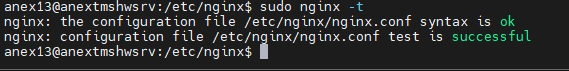 anex13@anextmshwsrv:/etc/nginx$ sudo nginx -t
nginx: the configuration file /etc/nginx/nginx.conf syntax is ok
nginx: configuration file /etc/nginx/nginx.conf test is successful
anex13@anextmshwsrv:/etc/nginx$